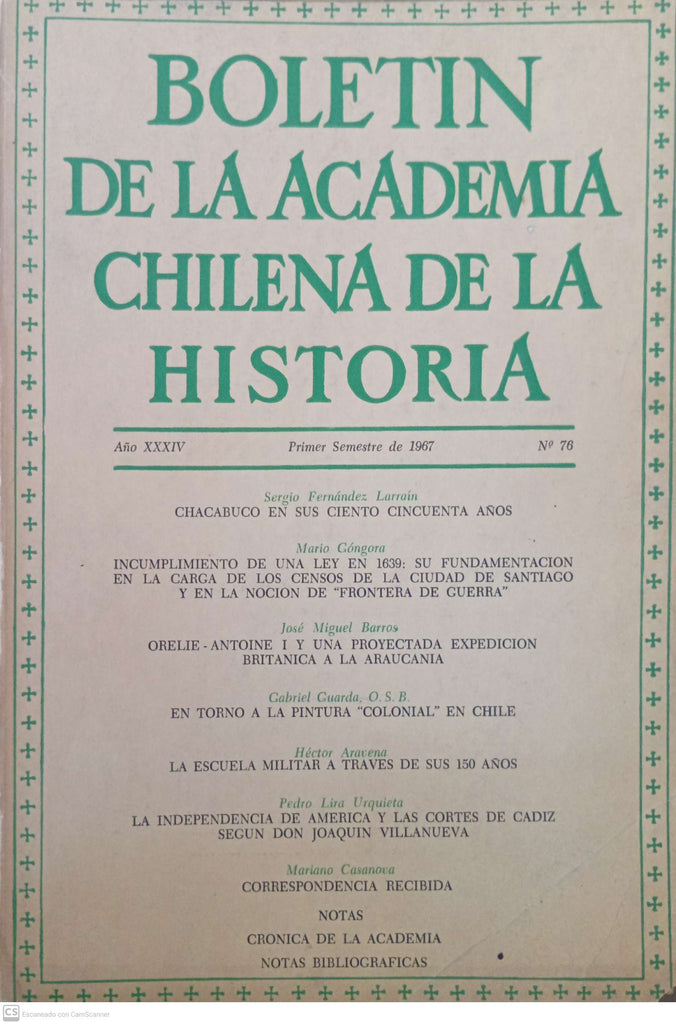 BOLETIN
DE LA ACADEMIA
CHILENA DE LA
HISTORIA
Año XXXIV Primer Semestre de 1967 Nº 76
Sergio Fernández Larraín
CHACABUCO EN SUS CIENTO CINCUENTA AÑOS
Mario Góngora
INCUMPLIMIENTO DE UNA LEY EN 1639: SU FUNDAMENTACION
EN LA CARGA DE LOS CENSOS DE LA CIUDAD DE SANTIAGO
Y EN LA NOCION DE "FRONTERA DE GUERRA"
José Miguel Barros
ORELIE - ANTOINE I Y UNA PROYECTADA EXPEDICION
BRITANICA A LA ARAUCANIA
Gabriel Guarda, O. S. B.
EN TORNO A LA PINTURA "COLONIAL" EN CHILE
Héctor Aravena
LA ESCUELA MILITAR A TRAVES DE SUS 150 AÑOS
Pedro Lira Urquieta
LA INDEPENDENCIA DE AMERICA Y LAS CORTES DE CADIZ
SEGUN DON JOAQUIN VILLANUEVA
Mariano Casanova
CORRESPONDENCIA RECIBIDA
NOTAS
CRONICA DE LA ACADEMIA
NOTAS BIBLIOGRAFICAS
CS Escaneado con CamScanner